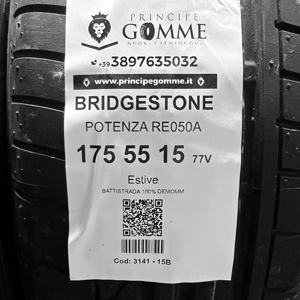 PRINCIPE
GOMME
+39 3897635032
www.principegomme.it
BRIDGESTONE
POTENZA RE050A
175 55 15 77V
Estive
BATTISTRADA 100% DEMOMM
Cod: 3141 - 15B